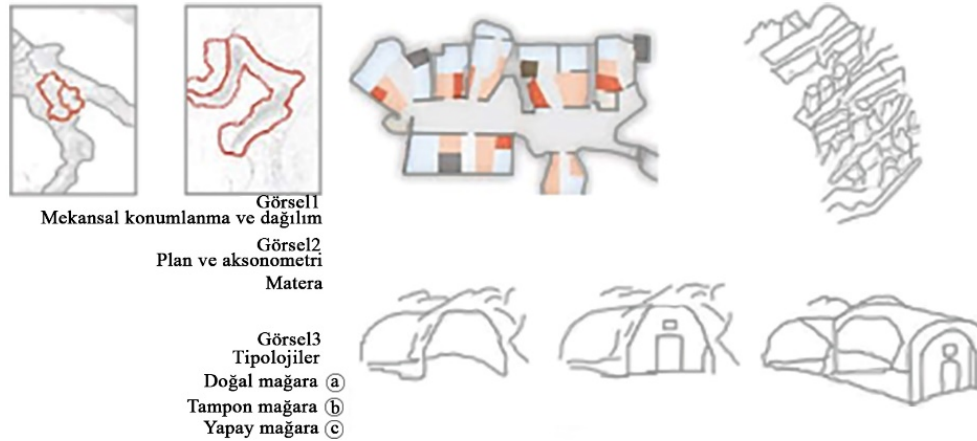 Görsel1
Mekansal konumlanma ve dağılım
Görsel2
Plan ve aksonometri
Matera
Görsel3
Tipolojiler
Doğal mağara ⓐ
Tampon mağara ⓑ
Yapay mağara ⓒ